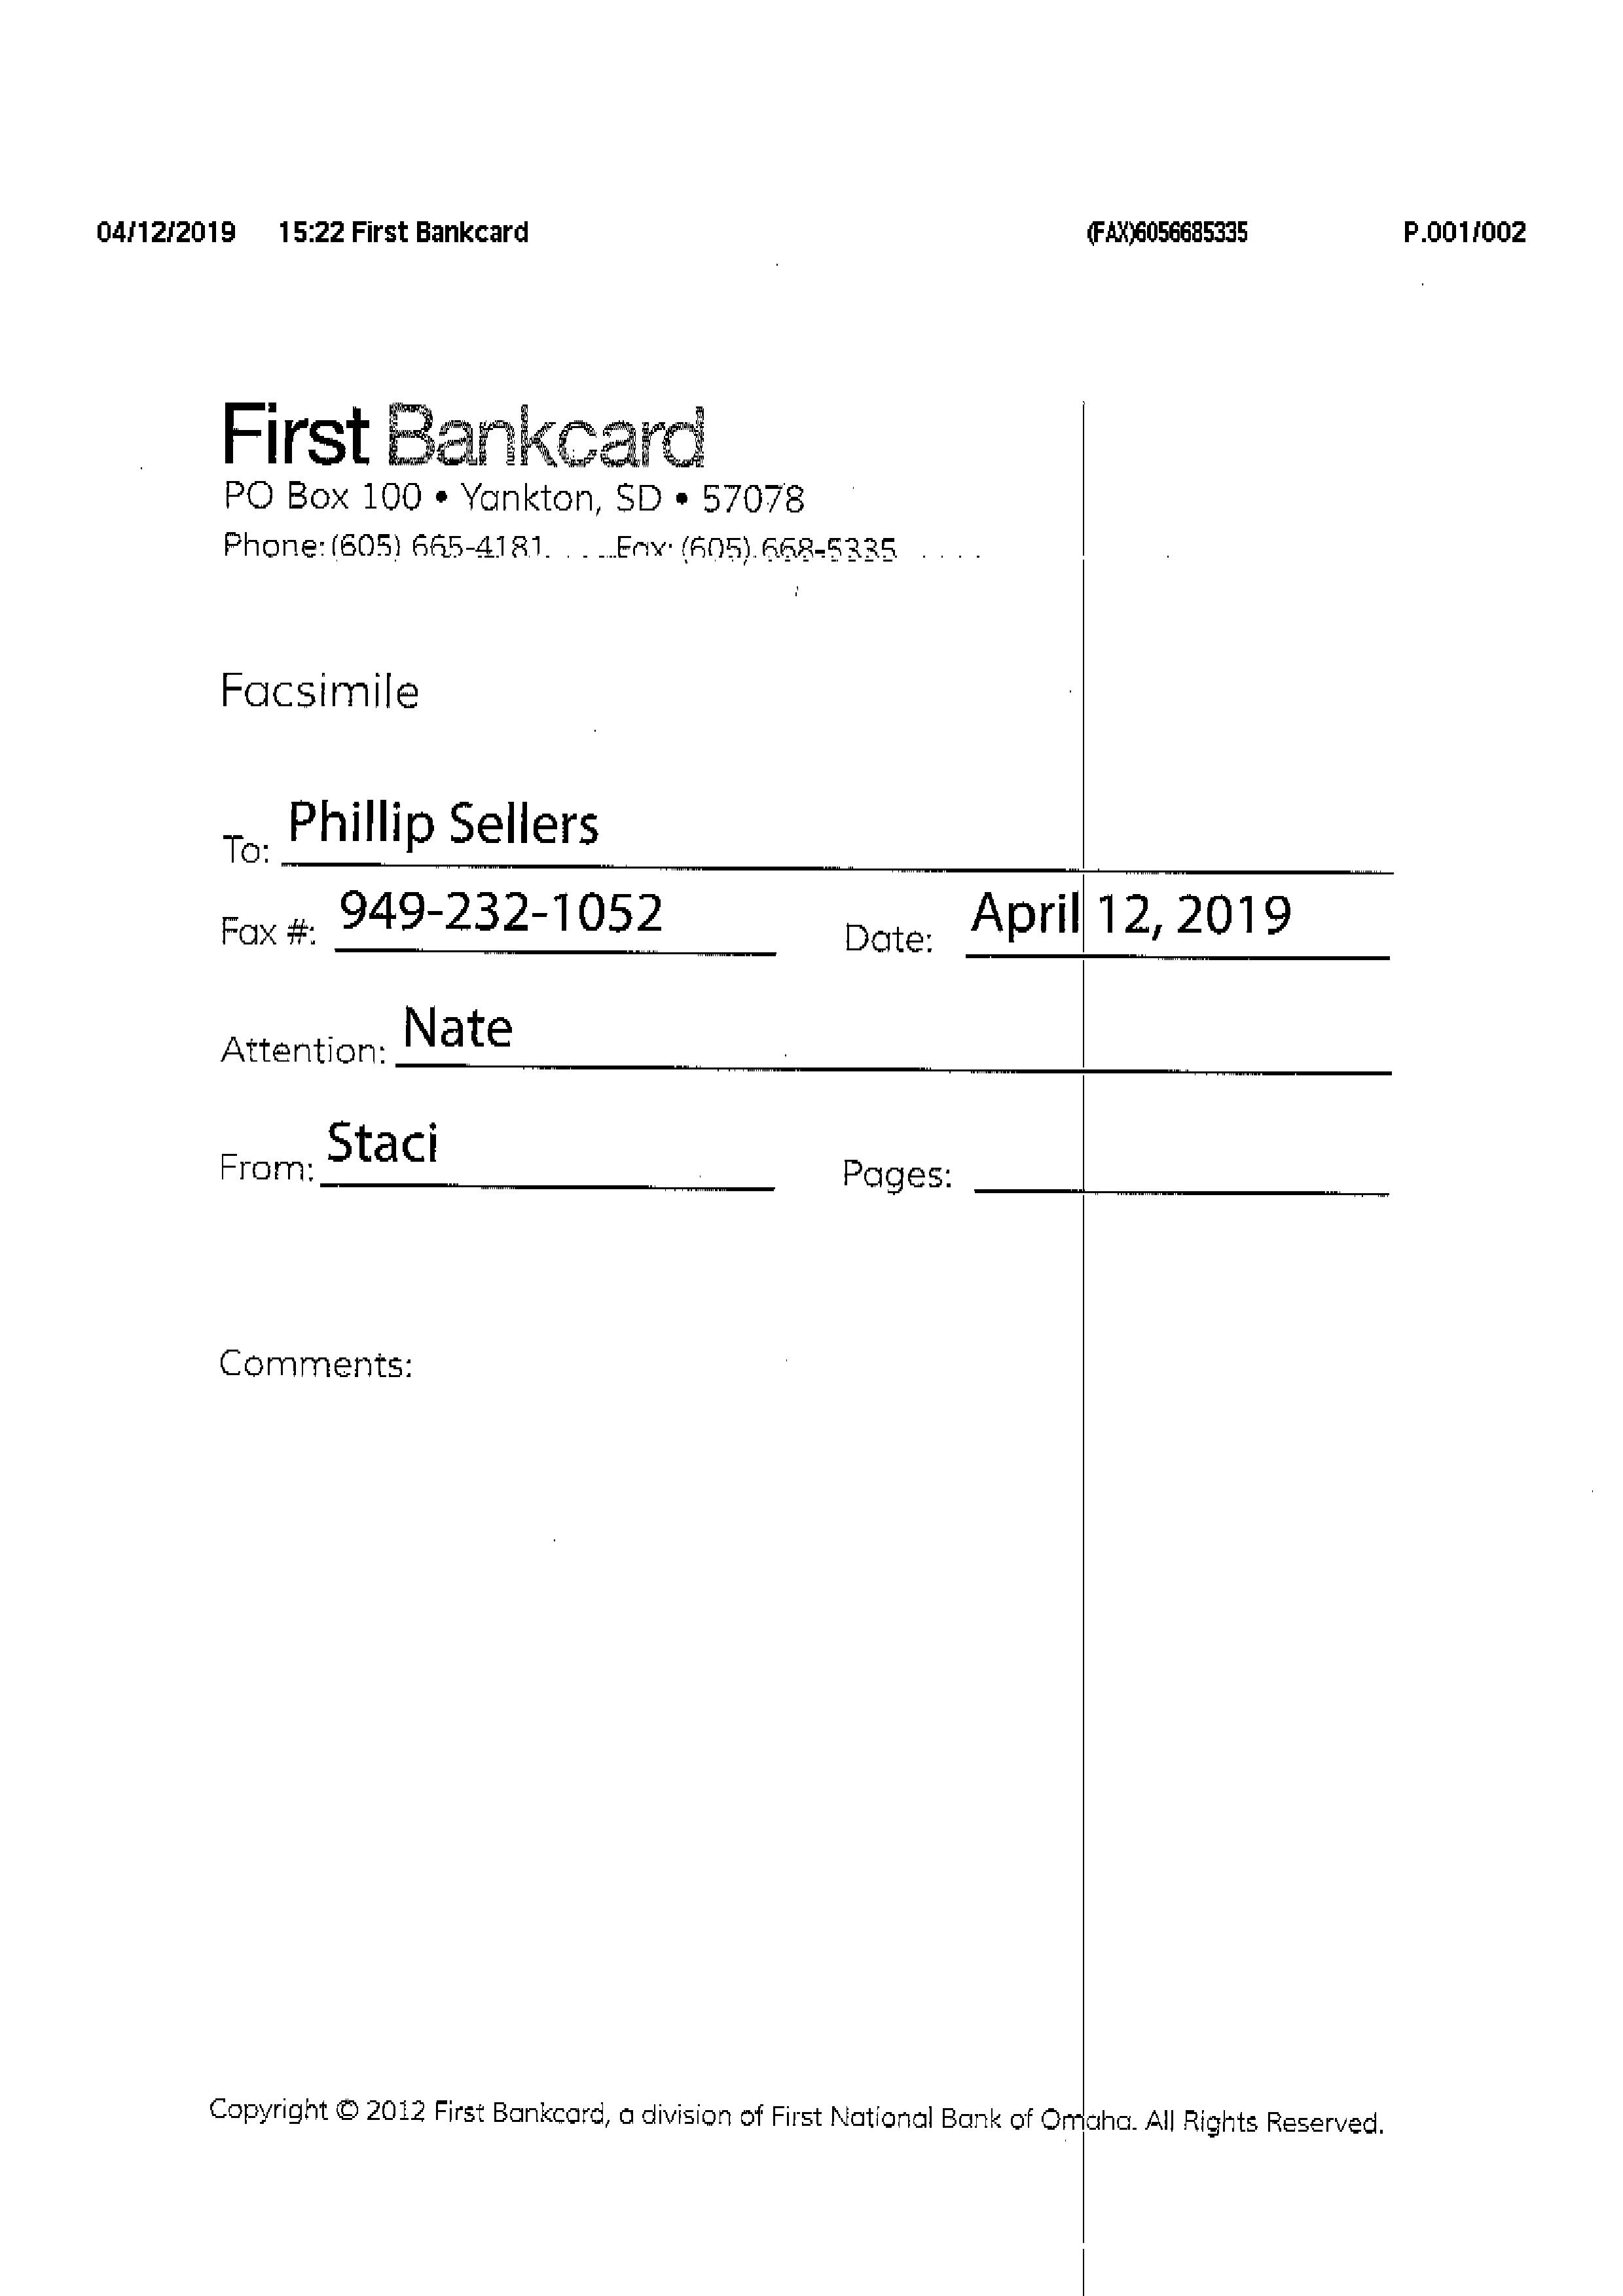 04/12/2019 15:22 First Bankcard (FAX)6056685335 P.001/002
First Bankcard
PO Box 100 • Yankton, SD • 57078
Phone: (605) 665-4181 Fax: (605) 668-5335
Facsimile
To: Phillip Sellers
Fax #: 949-232-1052 Date: April 12, 2019
Attention: Nate
From: Staci Pages:
Comments:
Copyright © 2012 First Bankcard, a division of First National Bank of Omaha. All Rights Reserved.